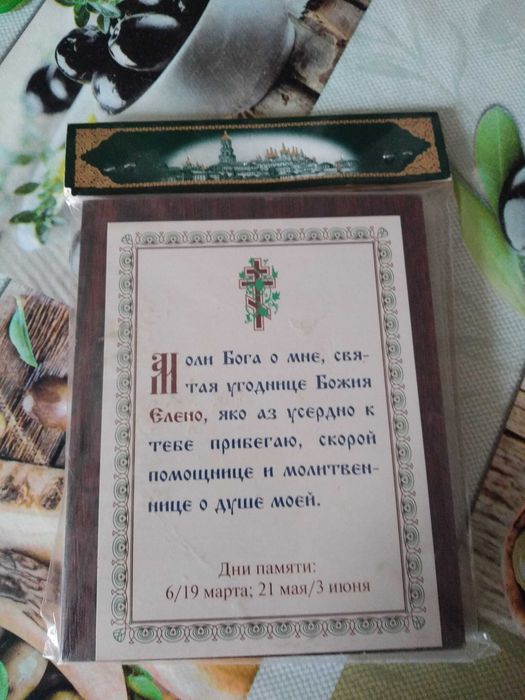 Моли Бога о мне, свя-
тая угоднице Божия
Елено, яко аз усердно к
тебе прибегаю, скорой
помощнице и молитвен-
нице о душе моей.
Дни памяти:
6/19 марта; 21 мая/3 июня